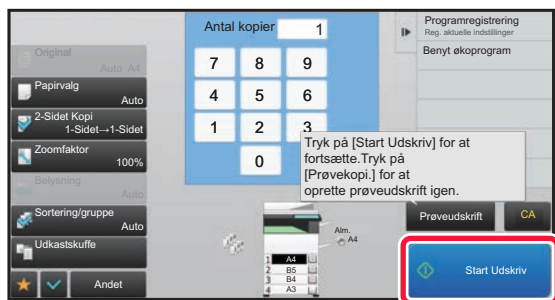 Original
Auto A4
Papirvalg
Auto
2-Sidet Kopi
1-Sidet→1-Sidet
Zoomfaktor
100%
Belysning
Auto
Sortering/gruppe
Auto
Udkastskuffe
Andet
Antal kopier 1
7 8 9
4 5 6
1 2 3
0
Tryk på [Start Udskriv] for at
fortsætte.Tryk på
[Prøvekopi.] for at
oprette prøveudskrift igen.
Alm.
A4
1 A4
2 B5
3 B4
4 A3
Programregistrering
Reg. aktuelle indstillinger
Benyt økoprogram
Prøveudskrift
CA
Start Udskriv